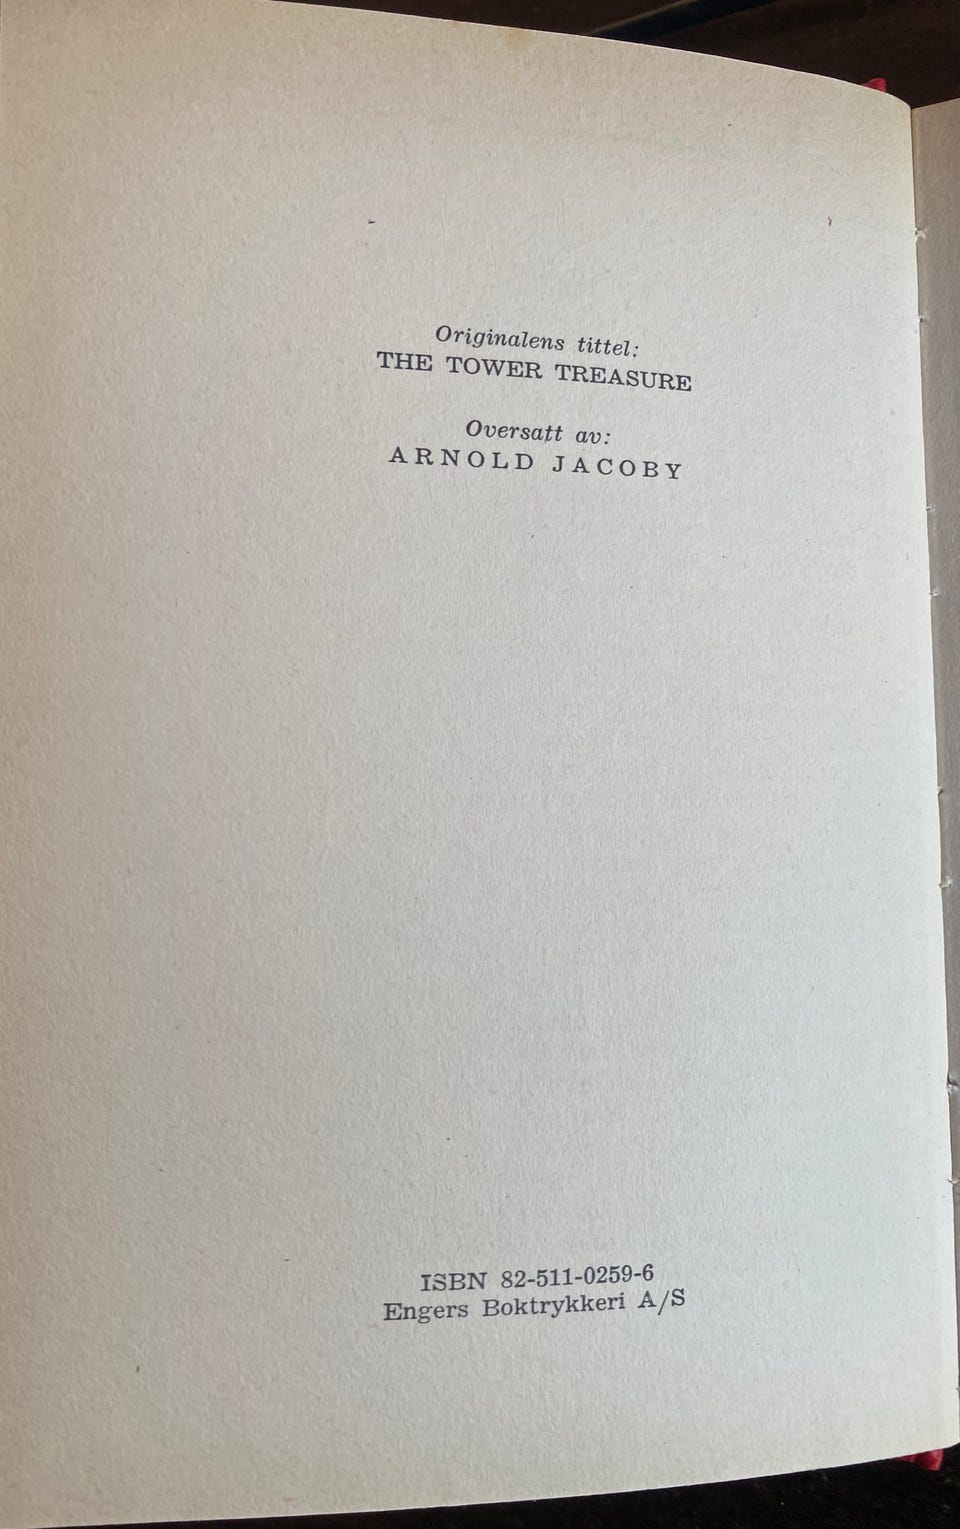 Originalens tittel:
THE TOWER TREASURE
Oversatt av:
ARNOLD JACOBY
ISBN 82-511-0259-6
Engers Boktrykkeri A/S